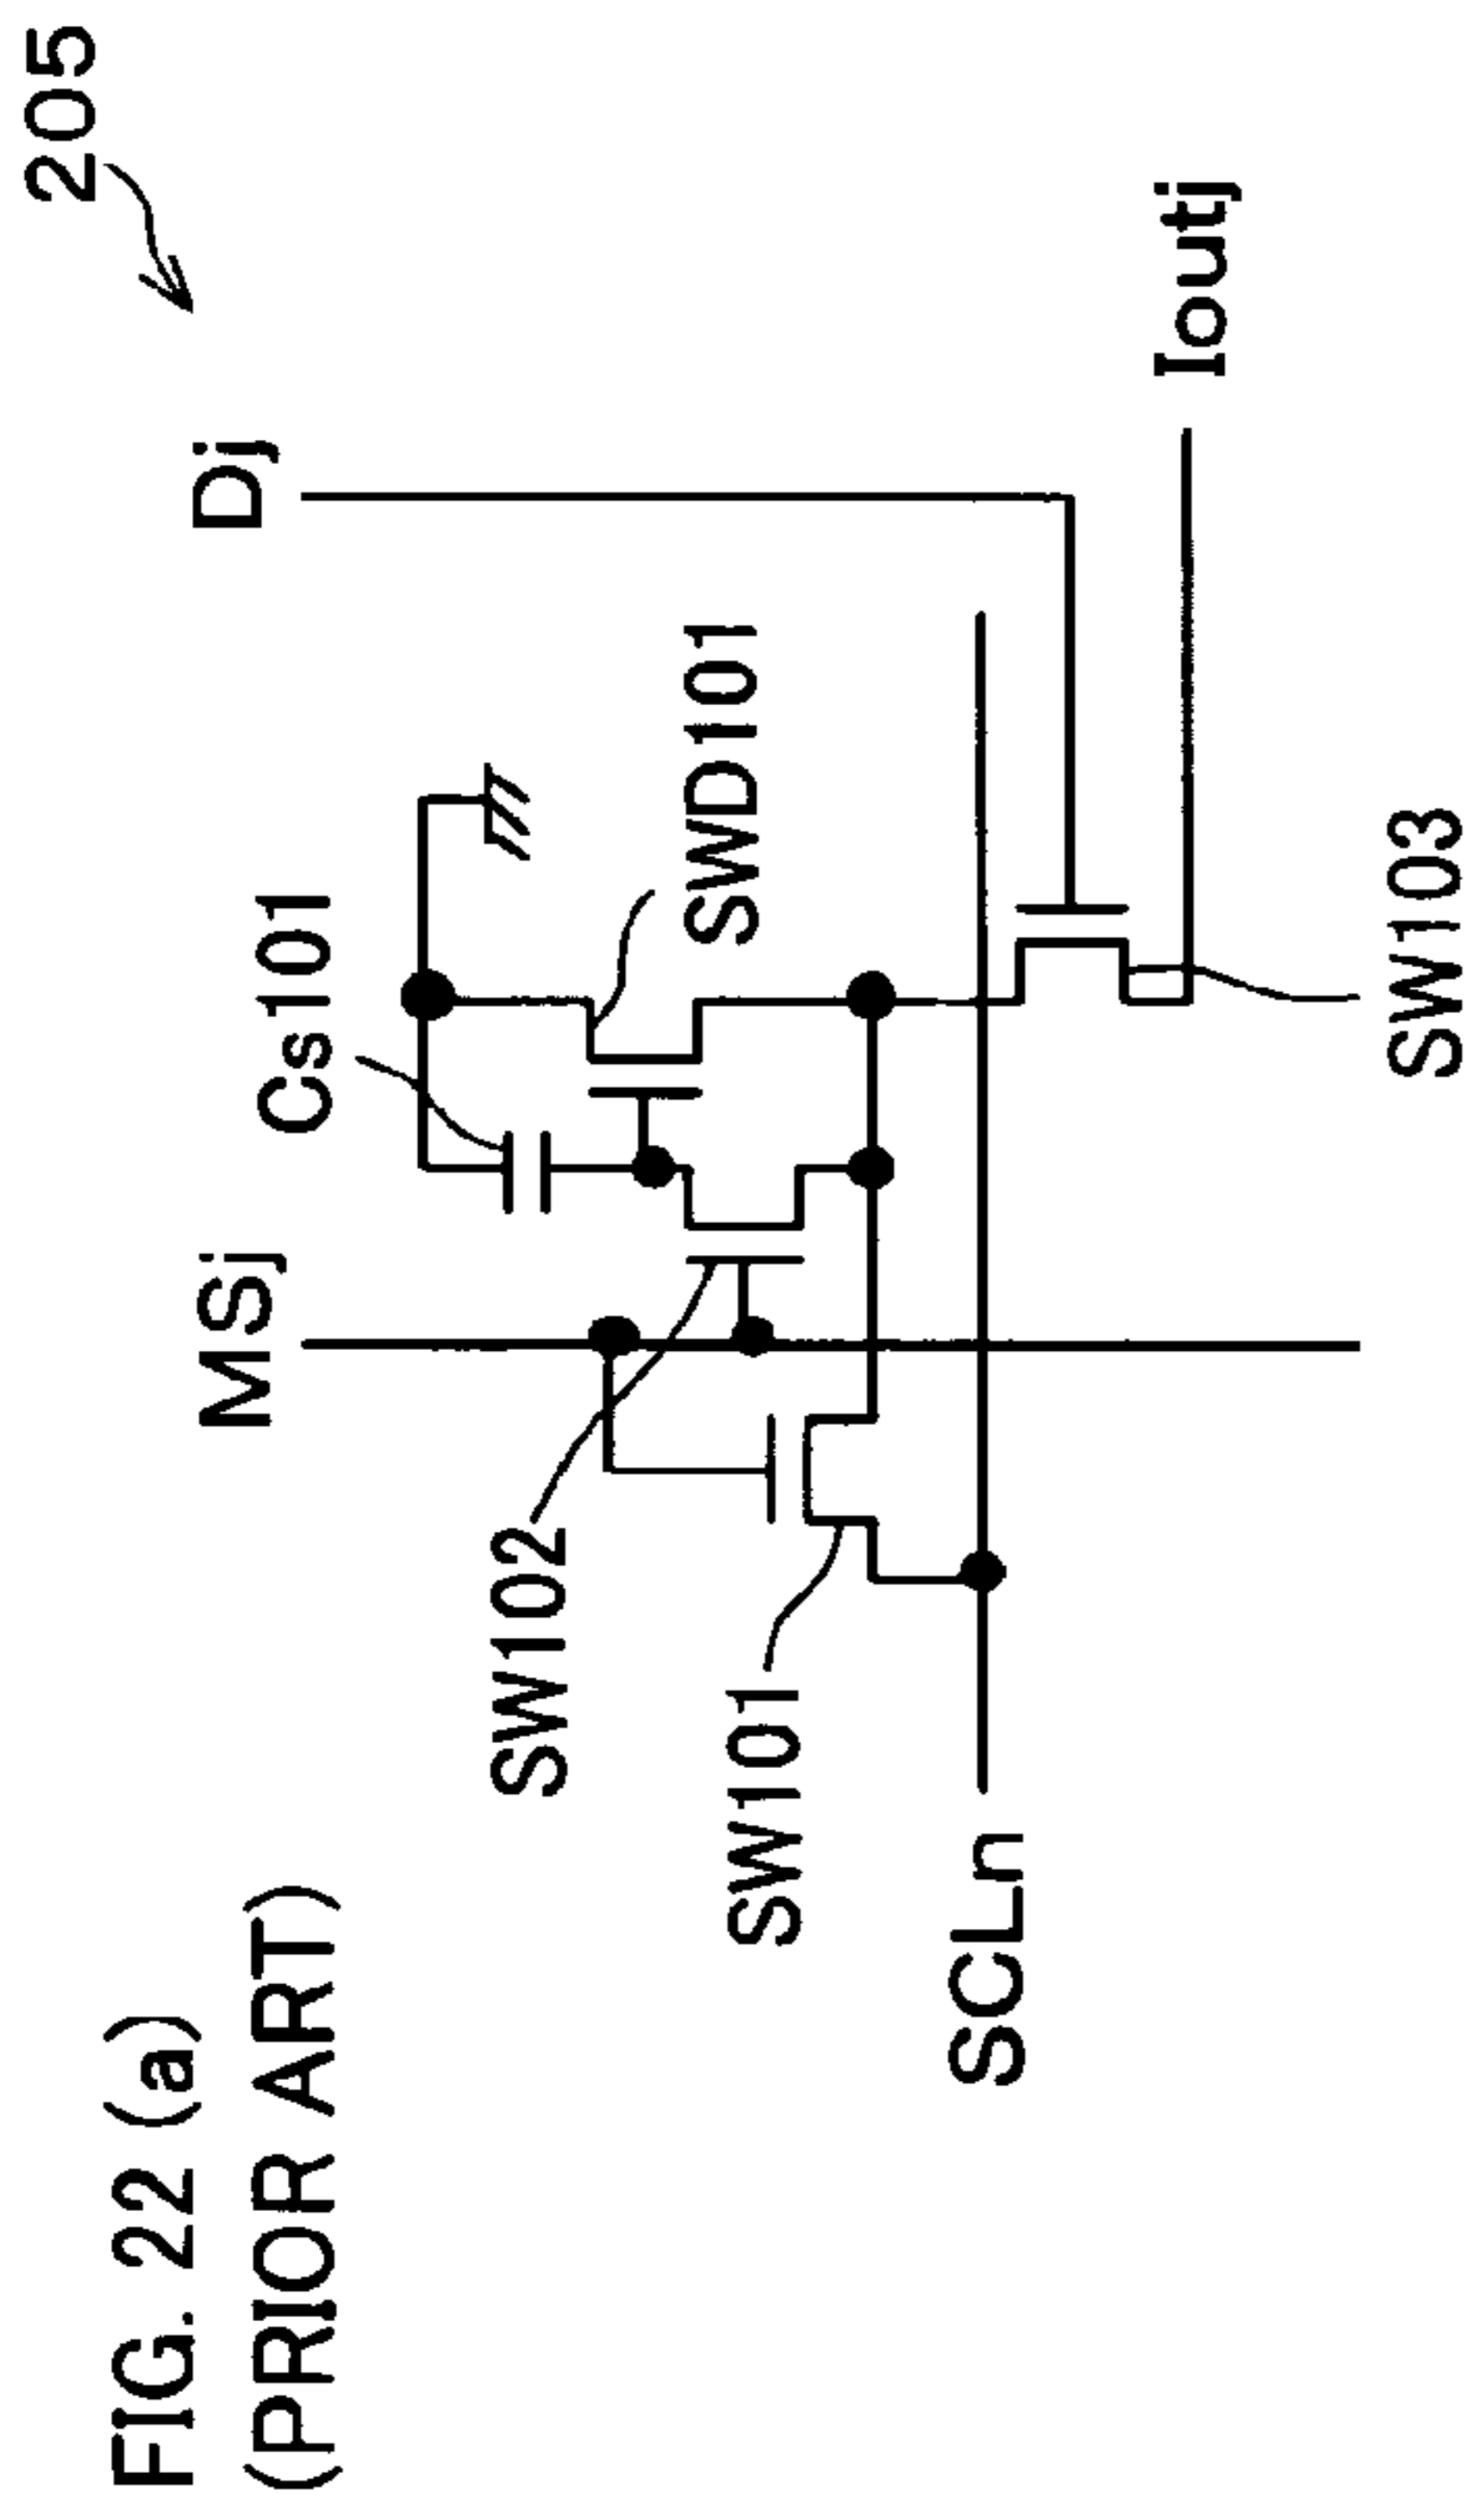 FIG. 22 (a)
(PRIOR ART)
205
MSj
Dj
Cs101
SW102
SWD101
SW101
SCLn
Ioutj
SW103